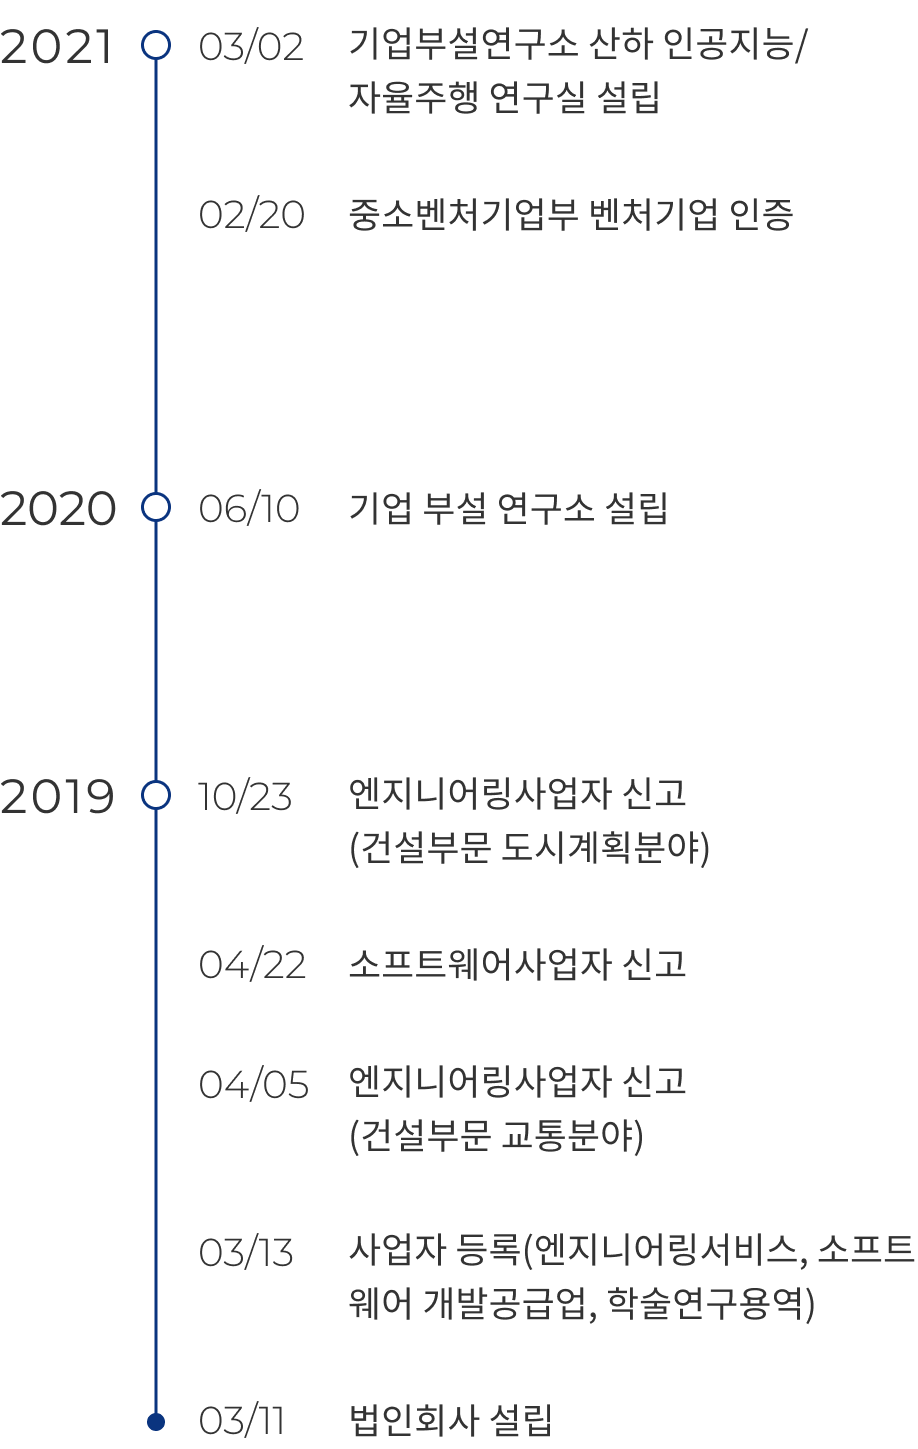 2021 03/02 기업부설연구소 산하 인공지능/
자율주행 연구실 설립
02/20 중소벤처기업부 벤처기업 인증
2020 06/10 기업 부설 연구소 설립
2019 10/23 엔지니어링사업자 신고
(건설부문 도시계획분야)
04/22 소프트웨어사업자 신고
04/05 엔지니어링사업자 신고
(건설부문 교통분야)
03/13 사업자 등록(엔지니어링서비스, 소프트
웨어 개발공급업, 학술연구용역)
03/11 법인회사 설립